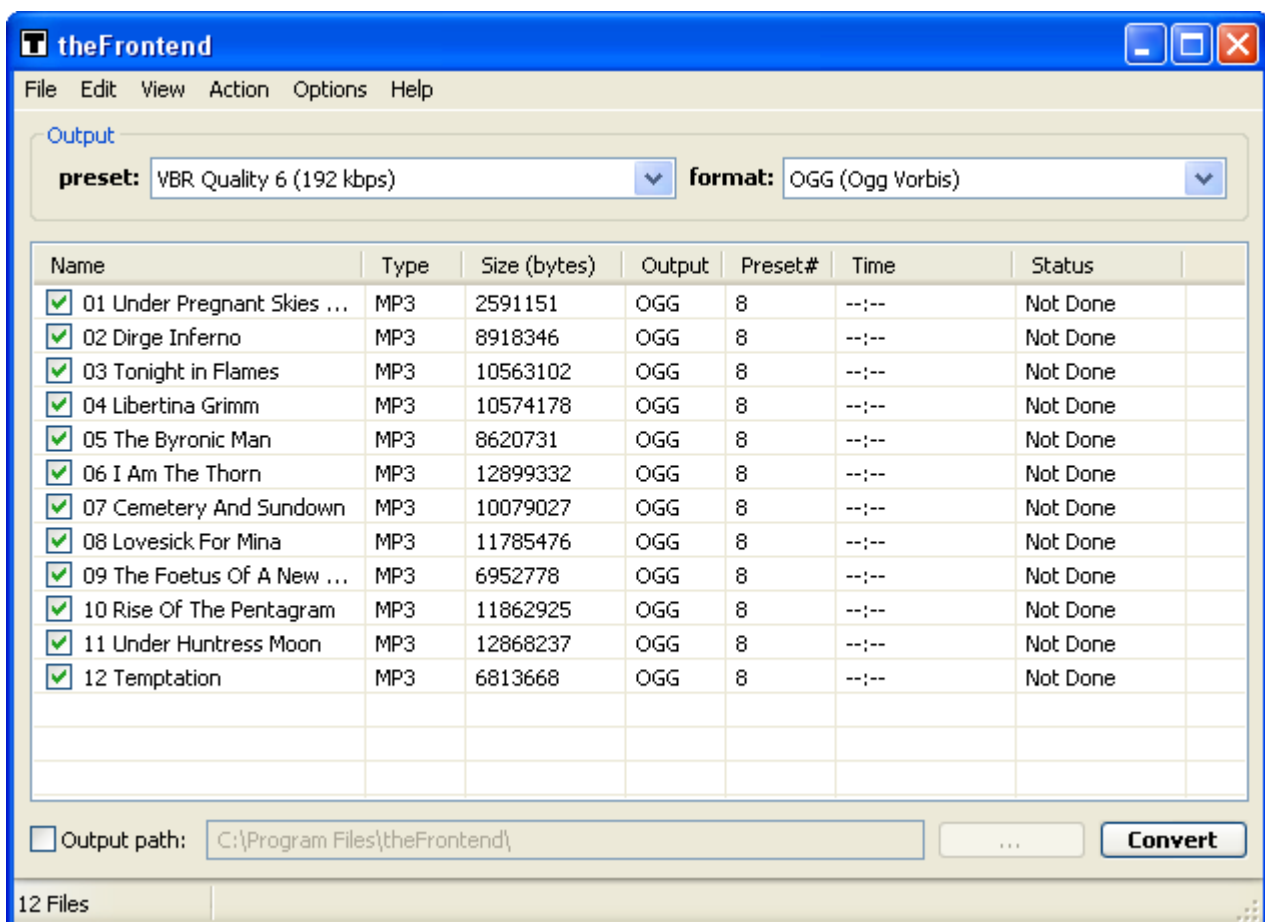 theFrontend
File Edit View Action Options Help
Output
preset: VBR Quality 6 (192 kbps) format: OGG (Ogg Vorbis)
Name Type Size (bytes) Output Preset# Time Status
01 Under Pregnant Skies ... MP3 2591151 OGG 8 --:-- Not Done
02 Dirge Inferno MP3 8918346 OGG 8 --:-- Not Done
03 Tonight in Flames MP3 10563102 OGG 8 --:-- Not Done
04 Libertina Grimm MP3 10574178 OGG 8 --:-- Not Done
05 The Byronic Man MP3 8620731 OGG 8 --:-- Not Done
06 I Am The Thorn MP3 12899332 OGG 8 --:-- Not Done
07 Cemetery And Sundown MP3 10079027 OGG 8 --:-- Not Done
08 Lovesick For Mina MP3 11785476 OGG 8 --:-- Not Done
09 The Foetus Of A New ... MP3 6952778 OGG 8 --:-- Not Done
10 Rise Of The Pentagram MP3 11862925 OGG 8 --:-- Not Done
11 Under Huntress Moon MP3 12868237 OGG 8 --:-- Not Done
12 Temptation MP3 6813668 OGG 8 --:-- Not Done
Output path: C:\Program Files\theFrontend\ ... Convert
12 Files